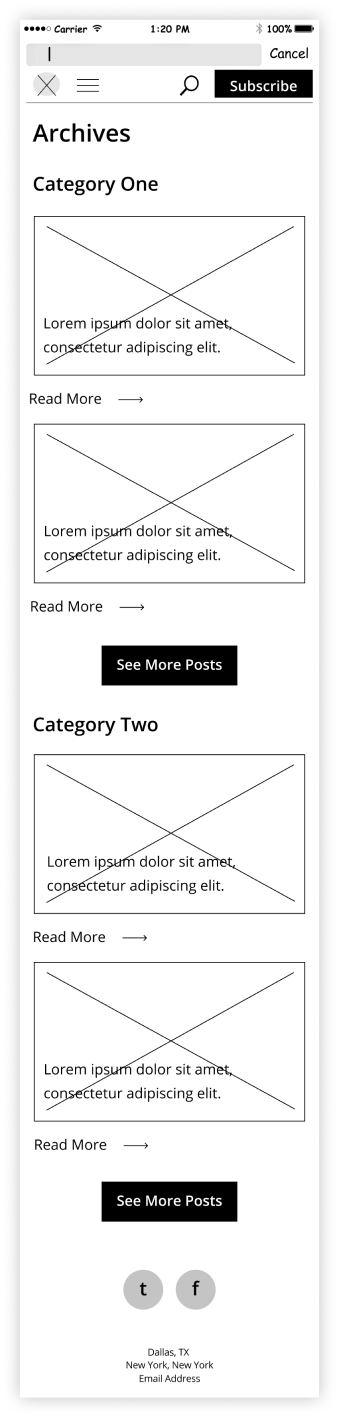 Carrier 1:20 PM 100%
Cancel
Subscribe
Archives
Category One
Lorem ipsum dolor sit amet,
consectetur adipiscing elit.
Read More
Lorem ipsum dolor sit amet,
consectetur adipiscing elit.
Read More
See More Posts
Category Two
Lorem ipsum dolor sit amet,
consectetur adipiscing elit.
Read More
Lorem ipsum dolor sit amet,
consectetur adipiscing elit.
Read More
See More Posts
t f
Dallas, TX
New York, New York
Email Address